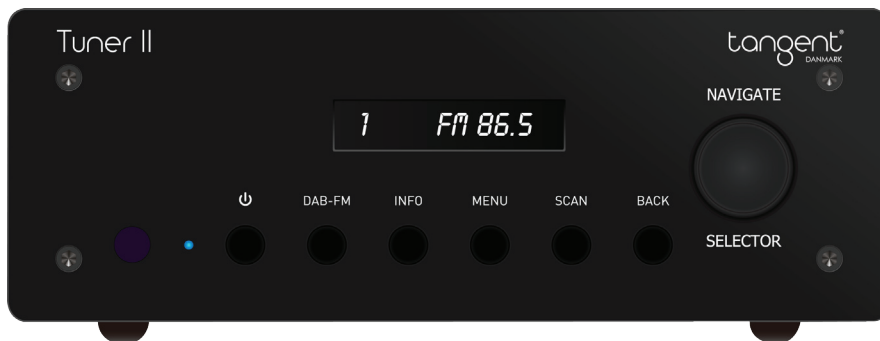 Tuner II
tangent®
DANMARK
NAVIGATE
1 FM 86.5
DAB-FM INFO MENU SCAN BACK
SELECTOR